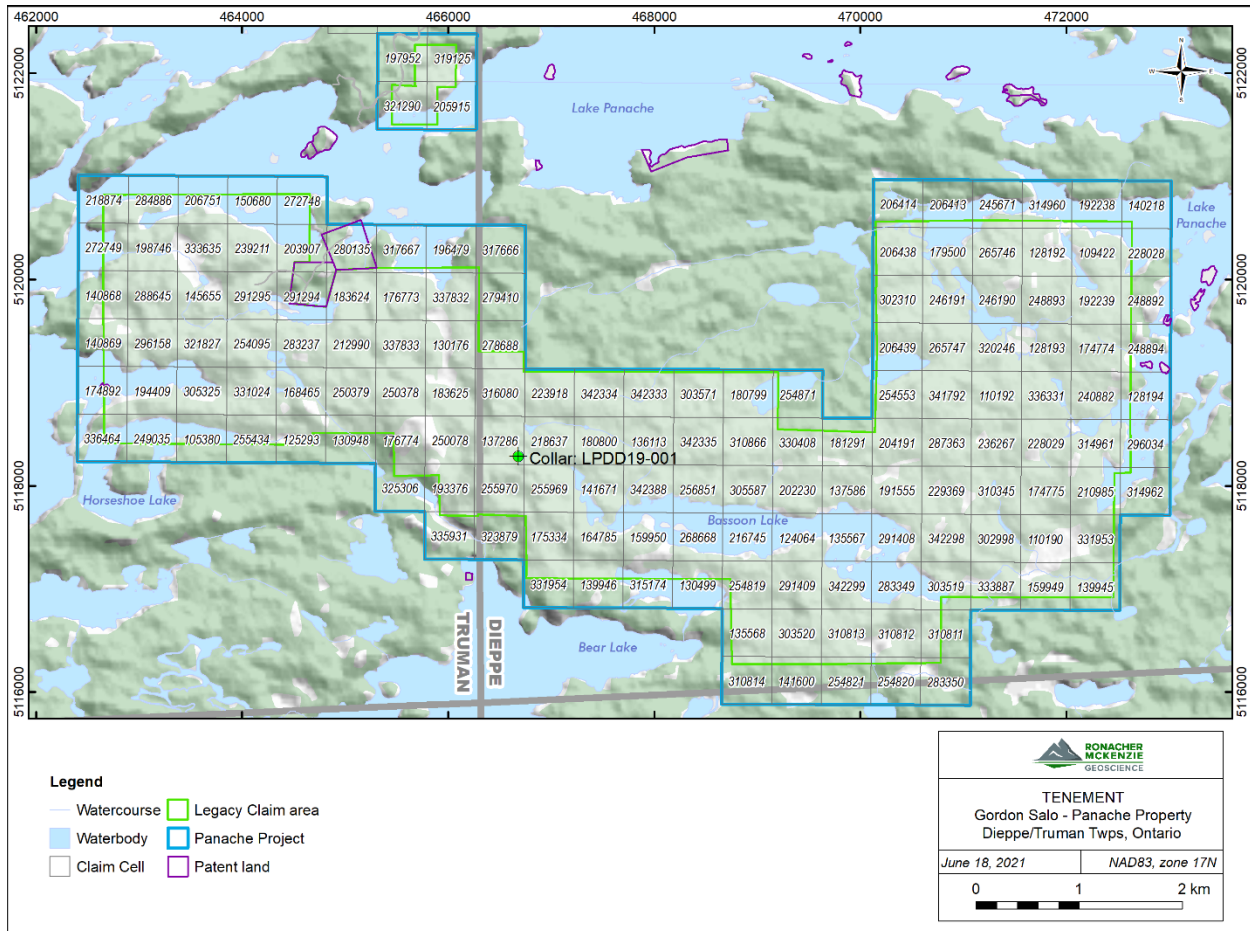 462000 464000 466000 468000 470000 472000
5122000 5122000
197952 319125
N
W E
S
321290 205915
Lake Panache
218874 284886 206751 150680 272748
206414 206413 245671 314960 192238 140218
Lake
Panache
272749 198746 333635 239211 203907 280135 317667 196479 317666
206438 179500 265746 128192 109422 228028
5120000 5120000
140868 288645 145655 291295 291294 183624 176773 337832 279410
302310 246191 246190 248893 192239 248892
140869 296158 321827 254095 283237 212990 337833 130176 278688
206439 265747 320246 128193 174774 248894
174892 194409 305325 331024 168465 250379 250378 183625 316080 223918 342334 342333 303571 180799 254871
254553 341792 110192 336331 240882 128194
336464 249035 105380 255434 125293 130948 176774 250078 137286 218637 180800 136113 342335 310866 330408 181291 204191 287363 236267 228029 314961 296034
Collar: LPDD19-001
5118000 5118000
Horseshoe Lake
325306 193376 255970 255969 141671 342388 256851 305587 202230 137586 191555 229369 310345 174775 210985 314962
Bassoon Lake
335931 323879 175334 164785 159950 268668 216745 124064 135567 291408 342298 302998 110190 331953
331954 139946 315174 130499 254819 291409 342299 283349 303519 333887 159949 139945
TRUMAN
DIEPPE
Bear Lake
135568 303520 310813 310812 310811
310814 141600 254821 254820 283350
5116000 5116000
Legend
Watercourse
Waterbody
Claim Cell
Legacy Claim area
Panache Project
Patent land
RONACHER
MCKENZIE
GEOSCIENCE
TENEMENT
Gordon Salo - Panache Property
Dieppe/Truman Twps, Ontario
June 18, 2021 NAD83, zone 17N
0 1 2 km